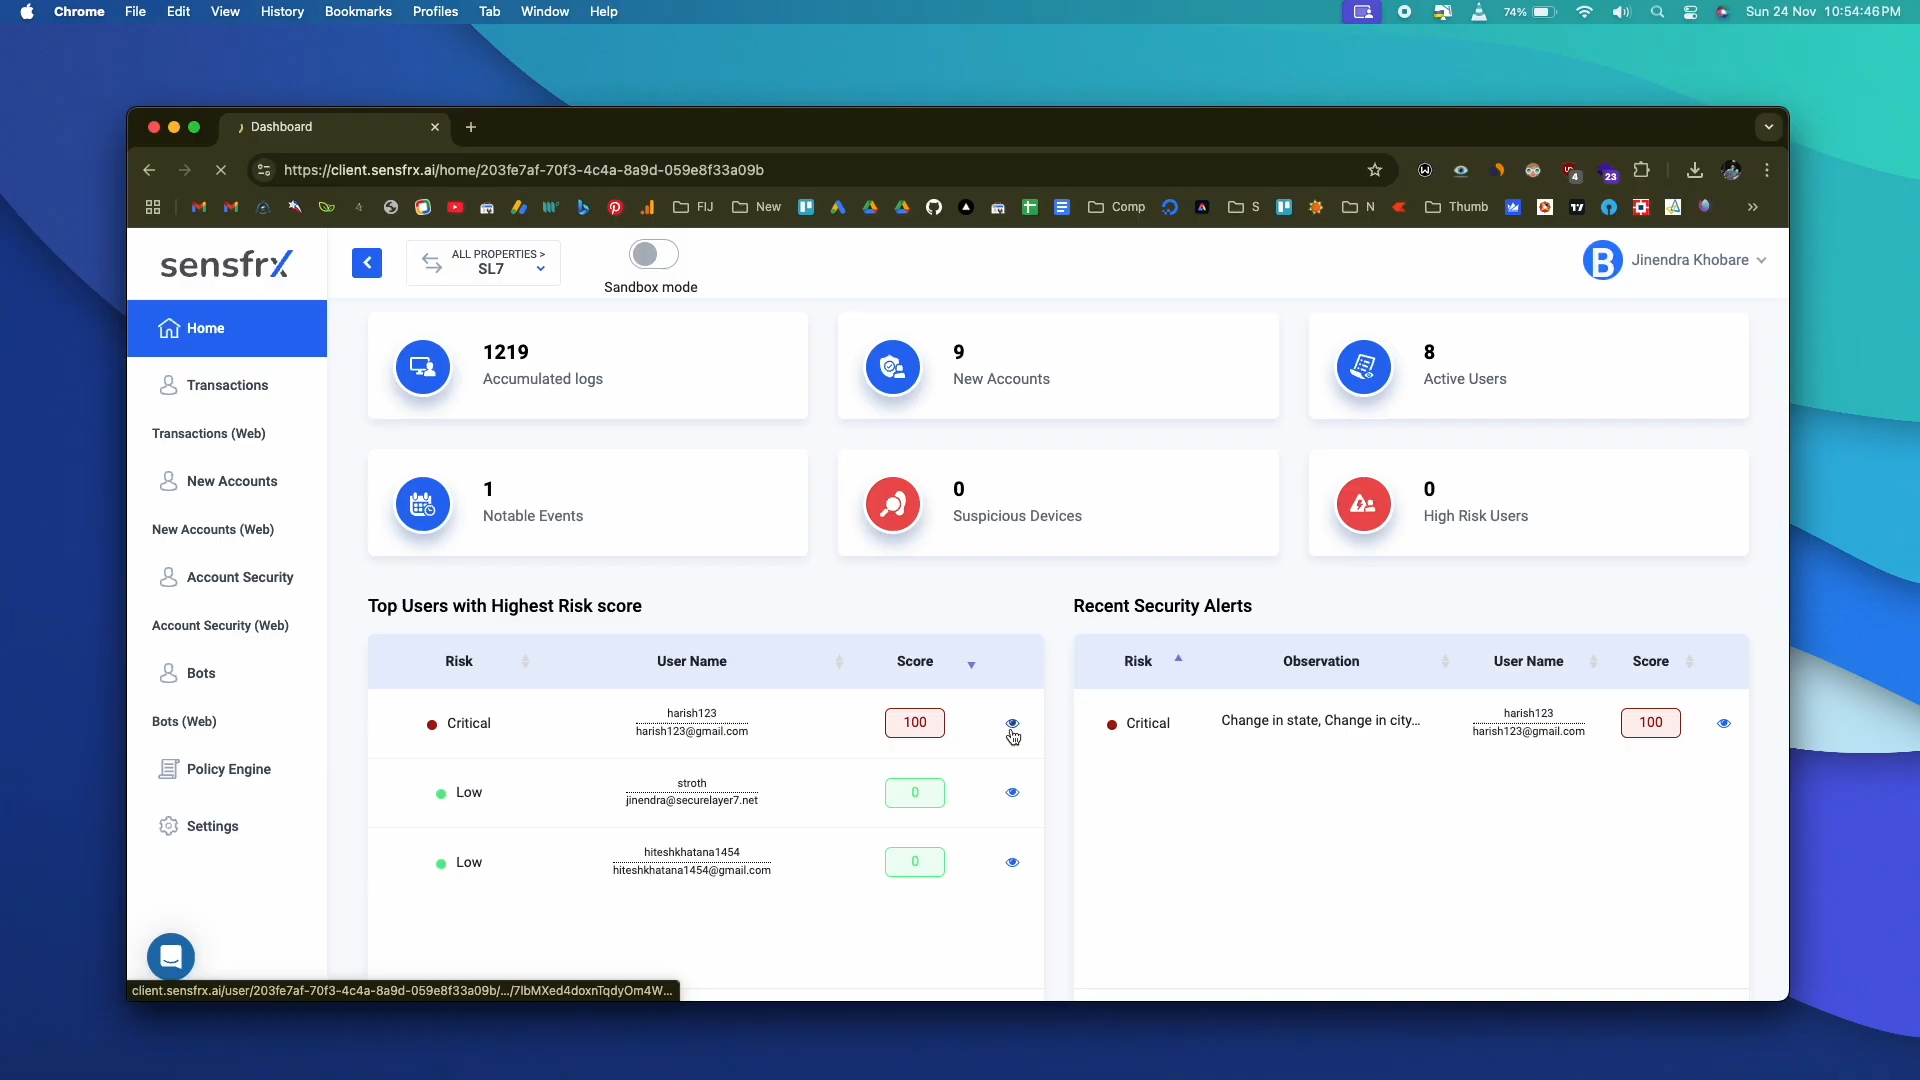 Chrome File Edit View History Bookmarks Profiles Tab Window Help
74% Sun 24 Nov 10:54:46 PM
Dashboard
https://client.sensfrx.ai/home/203fe7af-70f3-4c4a-8a9d-059e8f33a09b
4 23
FIJ New Comp S N Thumb
sensfrx
ALL PROPERTIES >
SL7
Sandbox mode
B Jinendra Khobare
Home
Transactions
Transactions (Web)
New Accounts
New Accounts (Web)
Account Security
Account Security (Web)
Bots
Bots (Web)
Policy Engine
Settings
1219
Accumulated logs
9
New Accounts
8
Active Users
1
Notable Events
0
Suspicious Devices
0
High Risk Users
Top Users with Highest Risk score
Risk User Name Score
Critical harish123 100
harish123@gmail.com
Low stroth 0
jinendra@securelayer7.net
Low hiteshkhatana1454 0
hiteshkhatana1454@gmail.com
Recent Security Alerts
Risk Observation User Name Score
Critical Change in state, Change in city... harish123 100
harish123@gmail.com
client.sensfrx.ai/user/203fe7af-70f3-4c4a-8a9d-059e8f33a09b/.../7IbMXed4doxnTqdyOm4W...